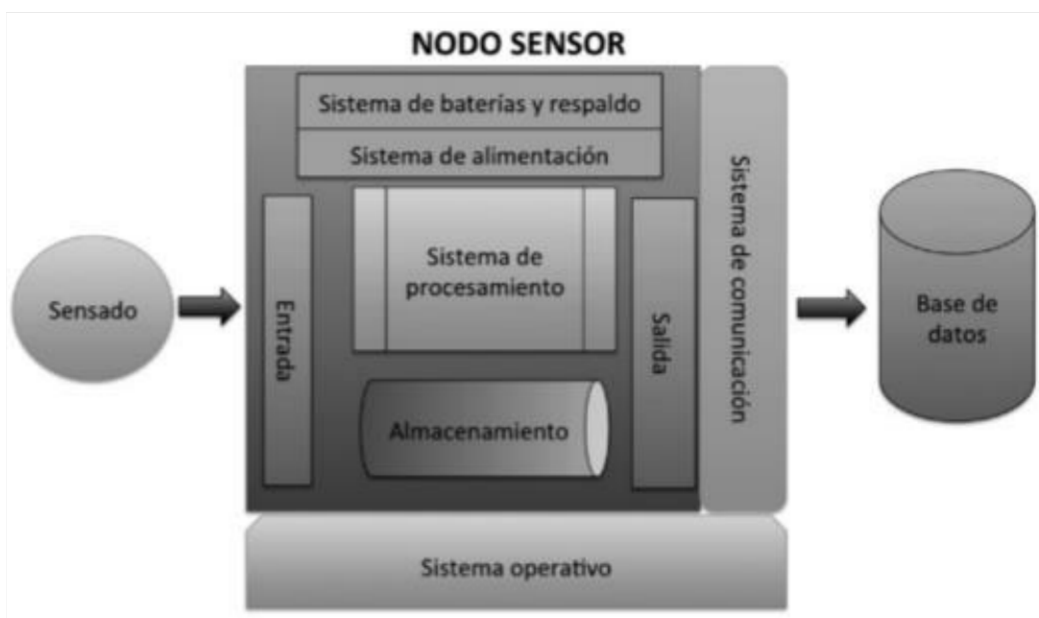 NODO SENSOR
Sistema de baterías y respaldo
Sistema de alimentación
Sensado
Entrada
Sistema de
procesamiento
Almacenamiento
Salida
Sistema de comunicación
Base de
datos
Sistema operativo